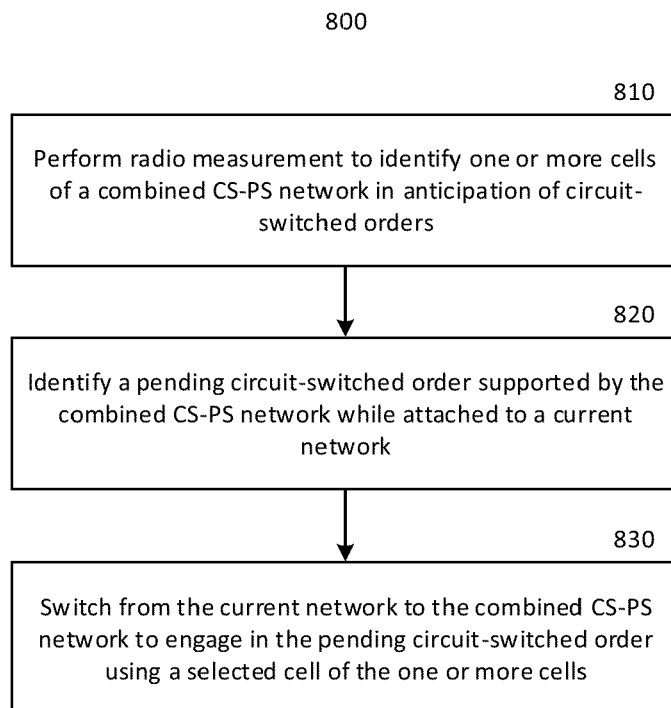 800
810
Perform radio measurement to identify one or more cells
of a combined CS-PS network in anticipation of circuit-
switched orders
820
Identify a pending circuit-switched order supported by the
combined CS-PS network while attached to a current
network
830
Switch from the current network to the combined CS-PS
network to engage in the pending circuit-switched order
using a selected cell of the one or more cells